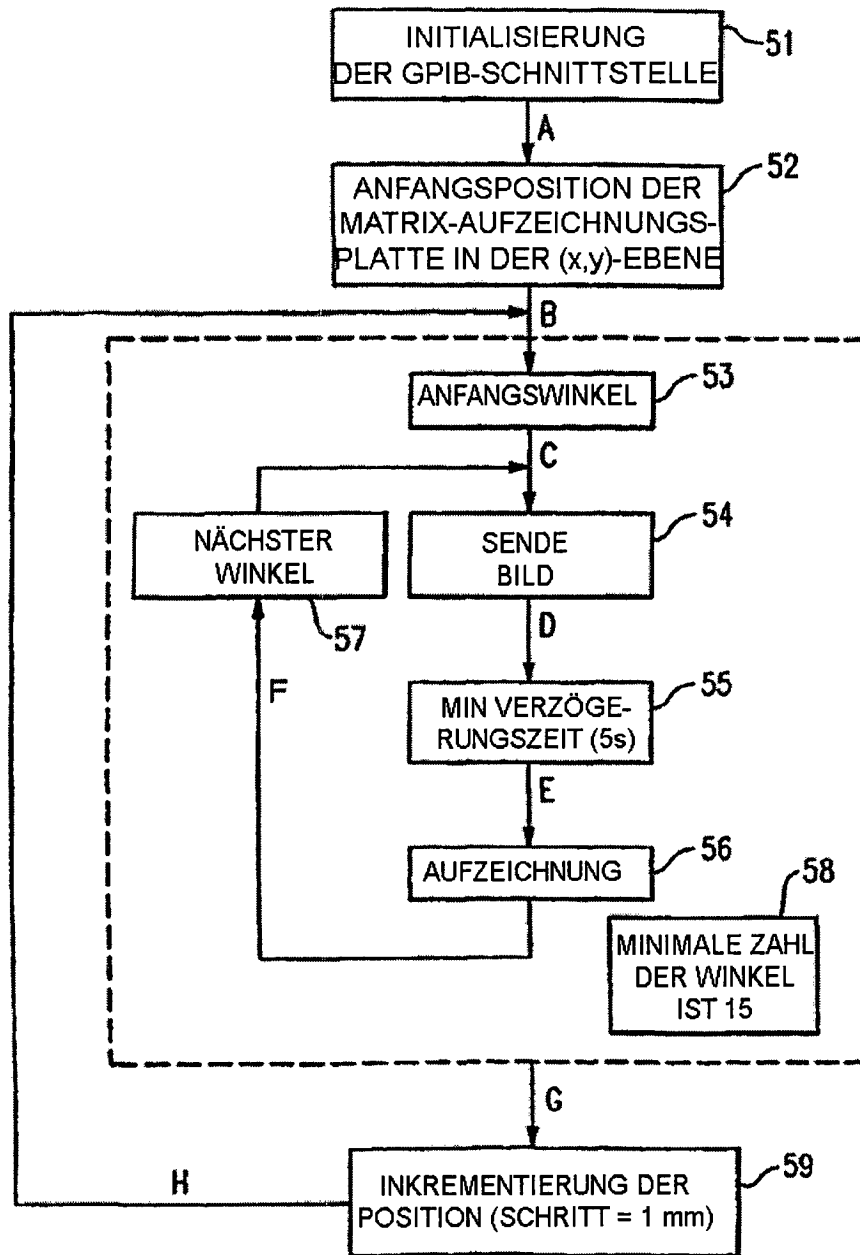 INITIALISIERUNG
DER GPIB-SCHNITTSTELLE
51
A
ANFANGSPOSITION DER
MATRIX-AUFZEICHNUNGS-
PLATTE IN DER (x,y)-EBENE
52
B
ANFANGSWINKEL
53
C
NÄCHSTER
WINKEL
57
SENDE
BILD
54
D
F
MIN VERZÖGE-
RUNGSZEIT (5s)
55
E
AUFZEICHNUNG
56
58
MINIMALE ZAHL
DER WINKEL
IST 15
G
H
INKREMENTIERUNG DER
POSITION (SCHRITT = 1 mm)
59